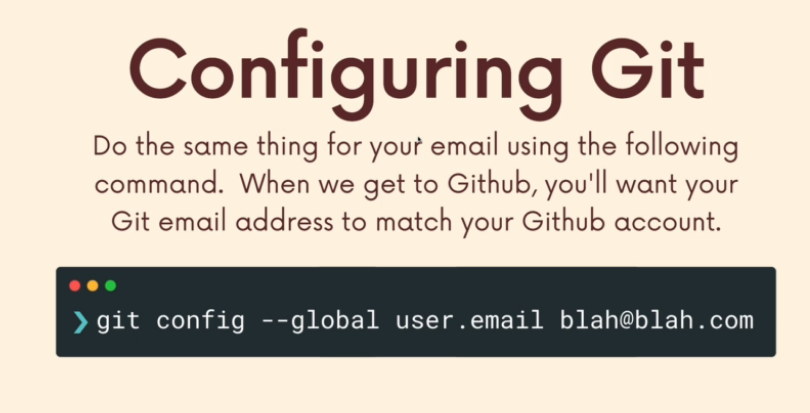 Configuring Git
Do the same thing for your email using the following
command. When we get to Github, you'll want your
Git email address to match your Github account.
❯ git config --global user.email blah@blah.com